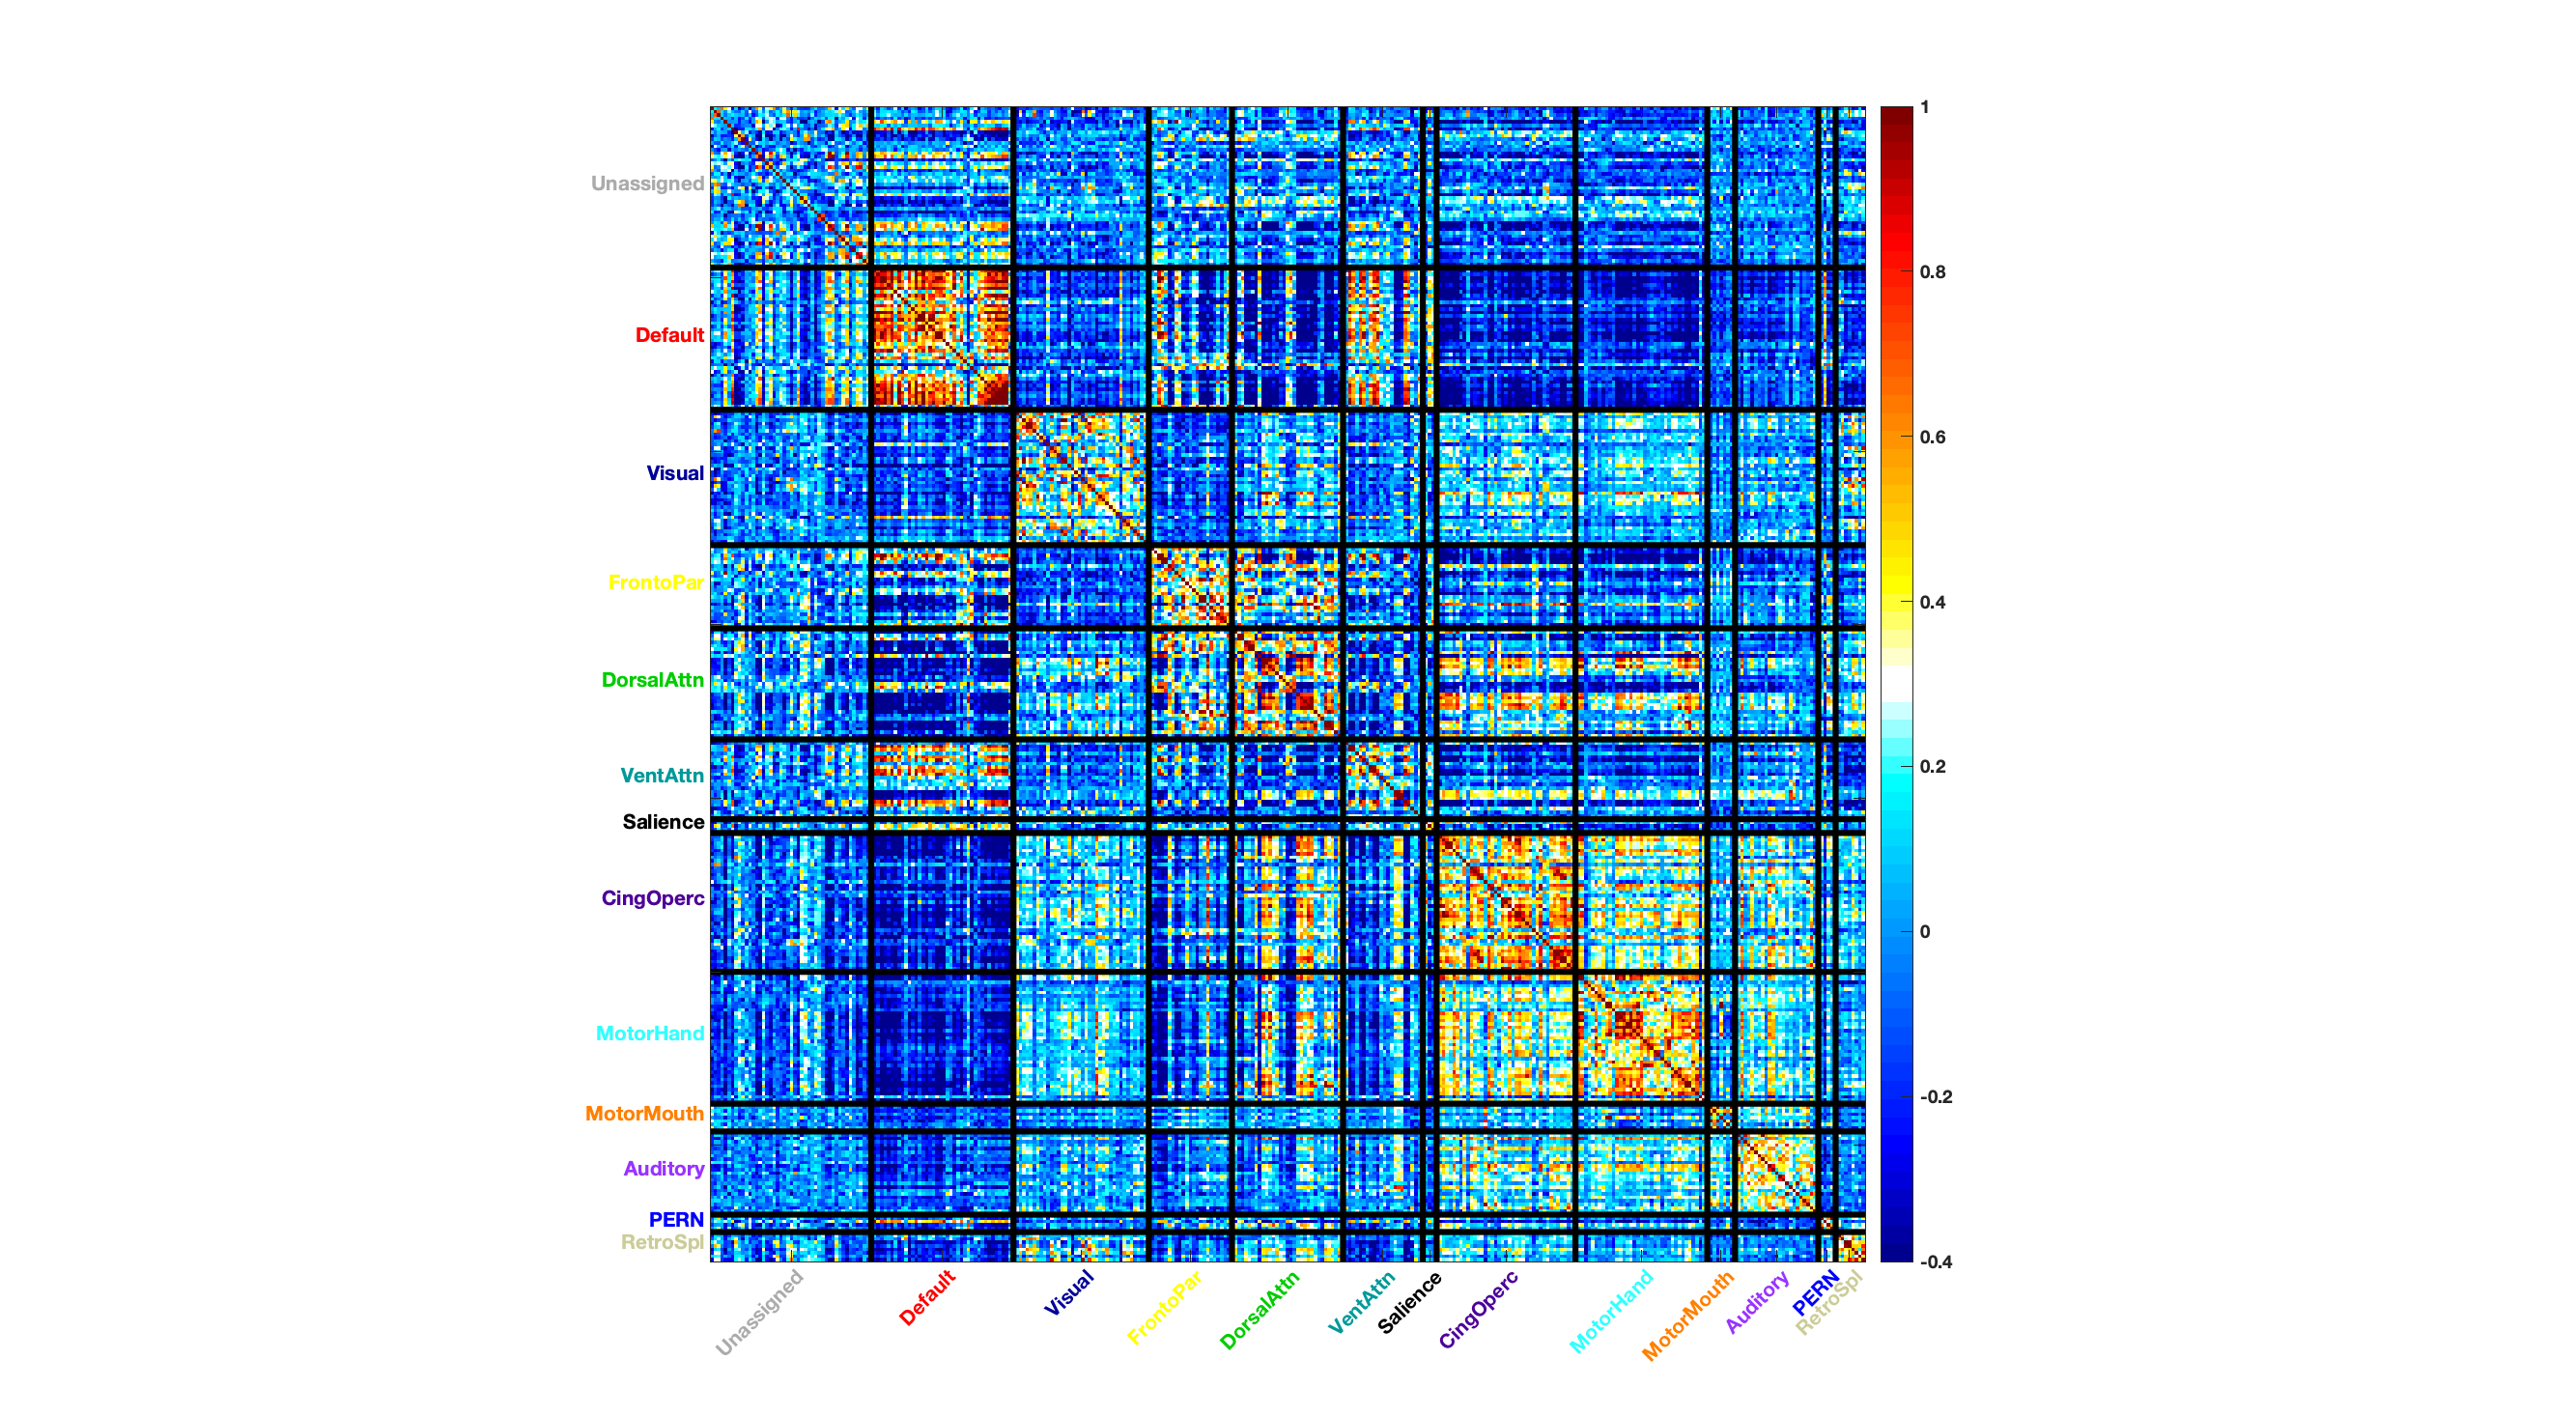 Unassigned
Default
Visual
FrontoPar
DorsalAttn
VentAttn
Salience
CingOperc
MotorHand
MotorMouth
Auditory
PERN
RetroSpl
Unassigned
Default
Visual
FrontoPar
DorsalAttn
VentAttn
Salience
CingOperc
MotorHand
MotorMouth
Auditory
PERN
RetroSpl
1
0.8
0.6
0.4
0.2
0
-0.2
-0.4